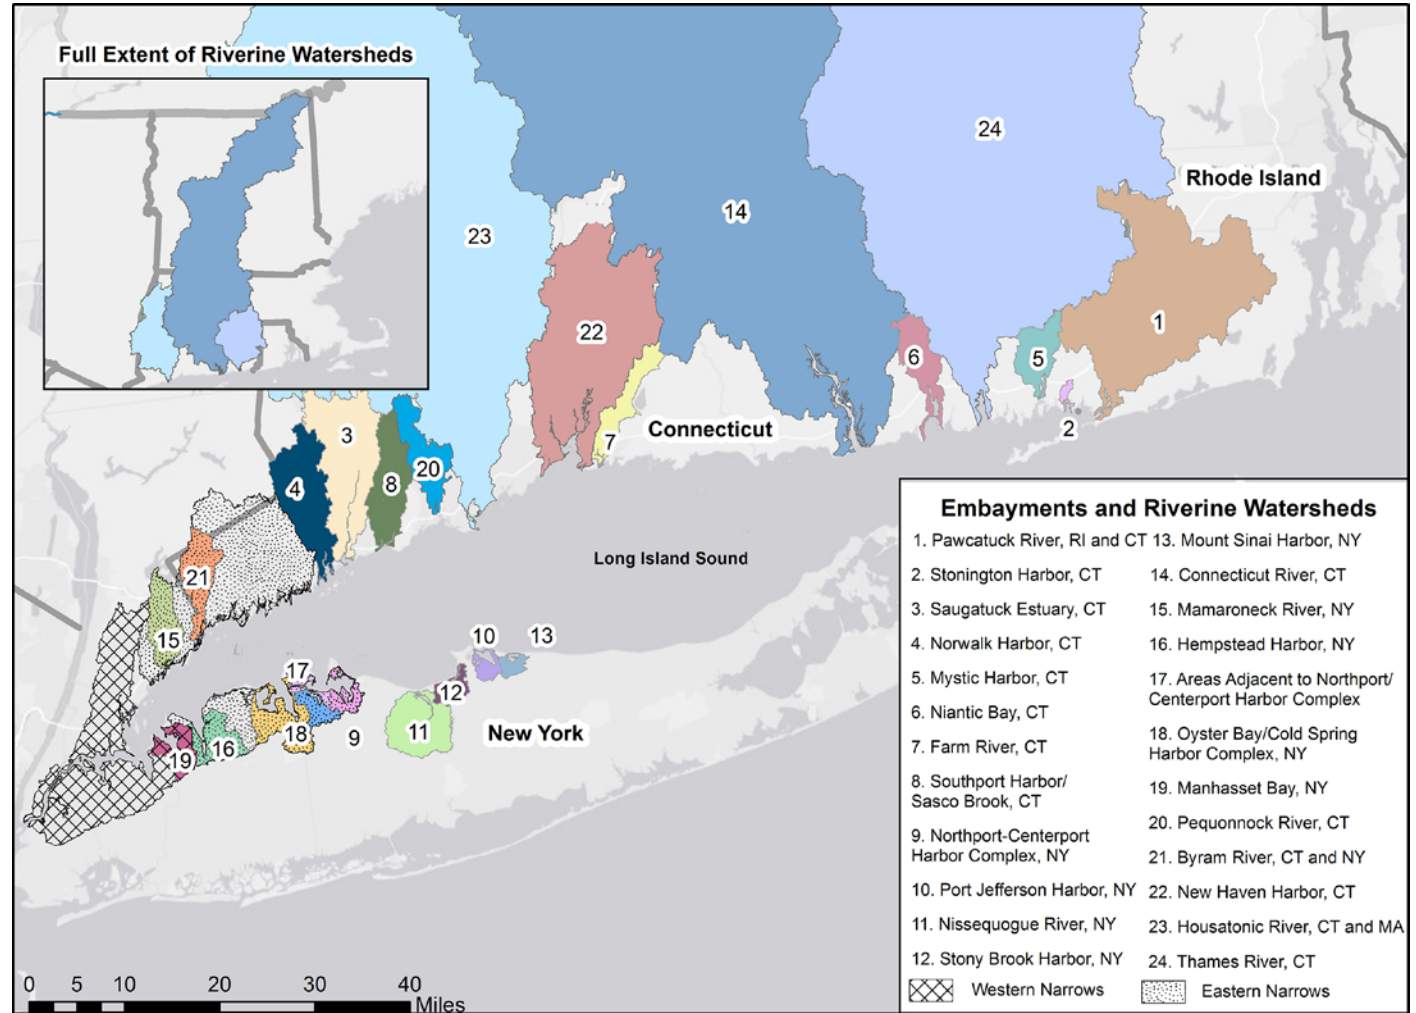 Full Extent of Riverine Watersheds
24
Rhode Island
14
23
1
22
6
5
2
7
Connecticut
3
20
8
4
Long Island Sound
21
15
10
13
17
12
11
New York
9
18
16
19
Embayments and Riverine Watersheds
1. Pawcatuck River, RI and CT
2. Stonington Harbor, CT
3. Saugatuck Estuary, CT
4. Norwalk Harbor, CT
5. Mystic Harbor, CT
6. Niantic Bay, CT
7. Farm River, CT
8. Southport Harbor/
Sasco Brook, CT
9. Northport-Centerport
Harbor Complex, NY
10. Port Jefferson Harbor, NY
11. Nissequogue River, NY
12. Stony Brook Harbor, NY
13. Mount Sinai Harbor, NY
14. Connecticut River, CT
15. Mamaroneck River, NY
16. Hempstead Harbor, NY
17. Areas Adjacent to Northport/
Centerport Harbor Complex
18. Oyster Bay/Cold Spring
Harbor Complex, NY
19. Manhasset Bay, NY
20. Pequonnock River, CT
21. Byram River, CT and NY
22. New Haven Harbor, CT
23. Housatonic River, CT and MA
24. Thames River, CT
Western Narrows
Eastern Narrows
0 5 10 20 30 40
Miles